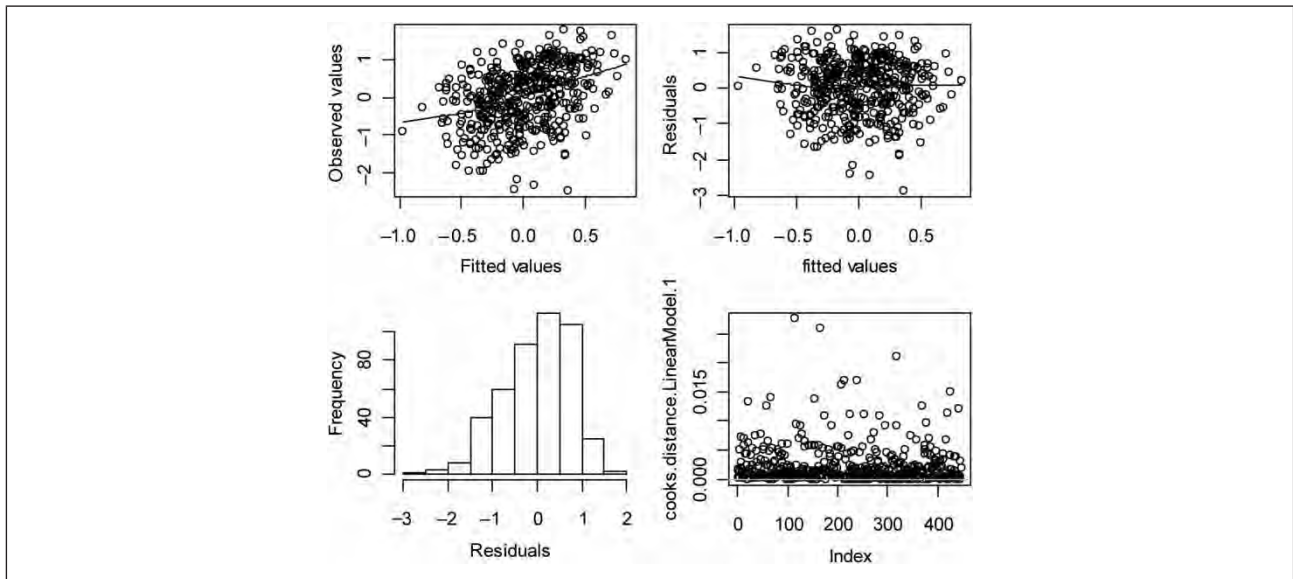 Observed values
1
0
–1
–2
–1.0 –0.5 0.0 0.5
Fitted values
Residuals
1
0
–1
–2
–3
–1.0 –0.5 0.0 0.5
fitted values
Frequency
80
40
0
–3 –2 –1 0 1 2
Residuals
cooks.distance.LinearModel.1
0.015
0.000
0 100 200 300 400
Index